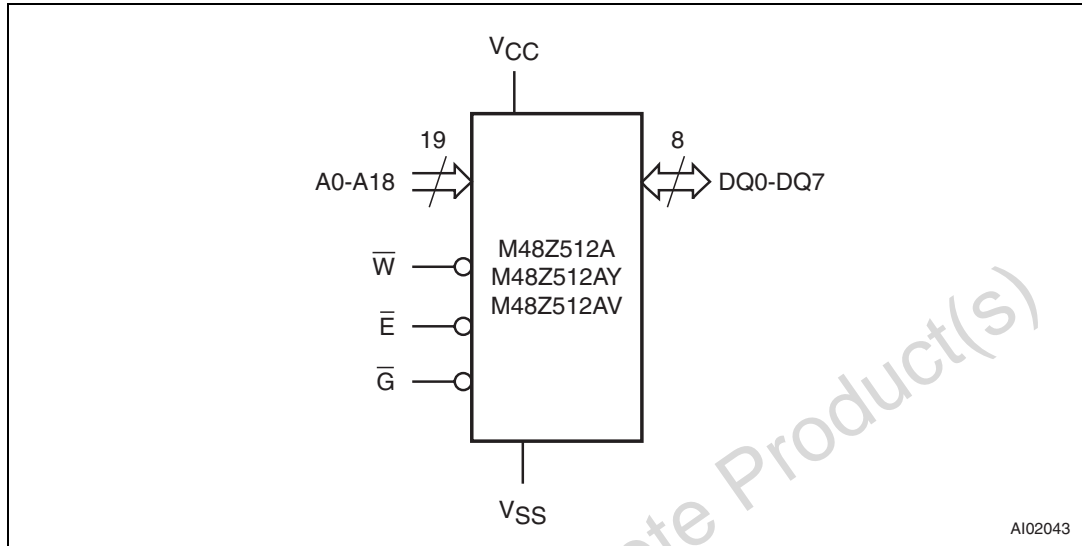 VCC
19
8
A0-A18
DQ0-DQ7
M48Z512A
W̅
M48Z512AY
M48Z512AV
E̅
G̅
VSS
Product(s)
AI02043